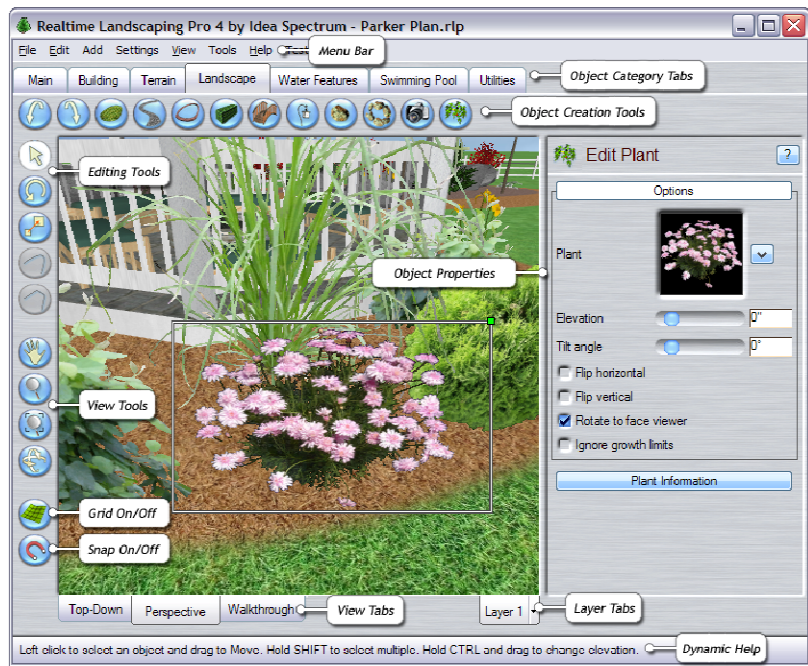 Realtime Landscaping Pro 4 by Idea Spectrum - Parker Plan.rlp
File Edit Add Settings View Tools Help
Menu Bar
Main Building Terrain Landscape Water Features Swimming Pool Utilities
Object Category Tabs
Object Creation Tools
Editing Tools
Edit Plant
?
Options
Plant
Object Properties
Elevation
0"
Tilt angle
0°
Flip horizontal
Flip vertical
Rotate to face viewer
Ignore growth limits
Plant Information
View Tools
Grid On/Off
Snap On/Off
Top-Down Perspective Walkthrough
View Tabs
Layer 1
Layer Tabs
Left click to select an object and drag to Move. Hold SHIFT to select multiple. Hold CTRL and drag to change elevation.
Dynamic Help